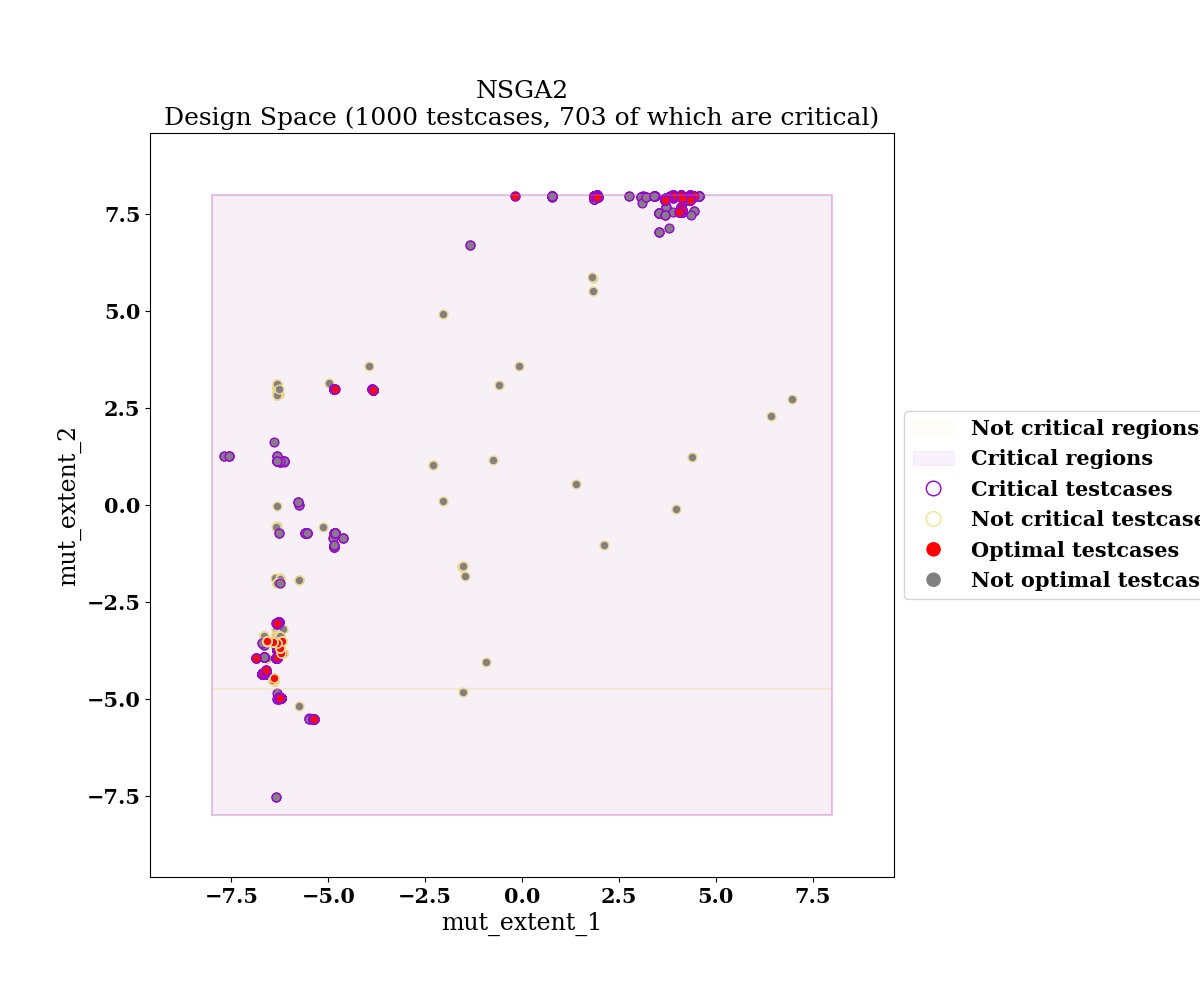 NSGA2
Design Space (1000 testcases, 703 of which are critical)
mut_extent_2
7.5
5.0
2.5
0.0
−2.5
−5.0
−7.5
−7.5 −5.0 −2.5 0.0 2.5 5.0 7.5
mut_extent_1
Not critical regions
Critical regions
Critical testcases
Not critical testcase
Optimal testcases
Not optimal testcas